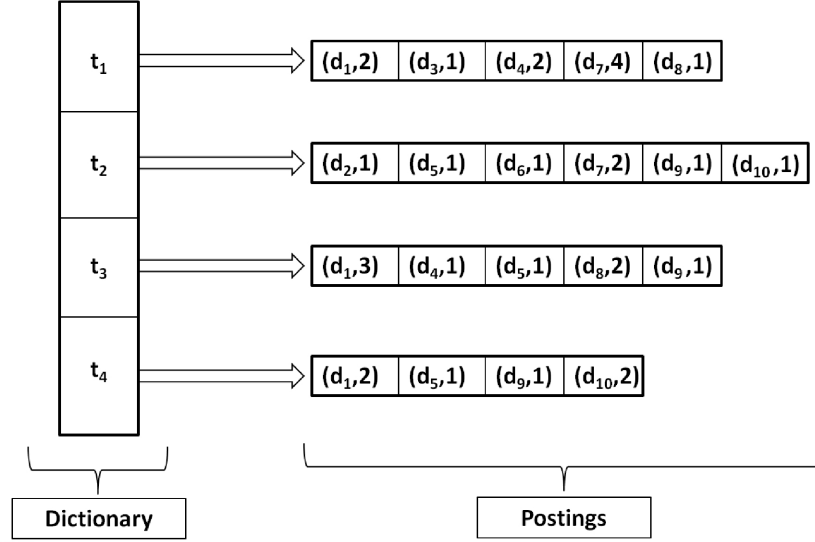 t₁ (d₁,2) (d₃,1) (d₄,2) (d₇,4) (d₈,1)
t₂ (d₂,1) (d₅,1) (d₆,1) (d₇,2) (d₉,1) (d₁₀,1)
t₃ (d₁,3) (d₄,1) (d₅,1) (d₈,2) (d₉,1)
t₄ (d₁,2) (d₅,1) (d₉,1) (d₁₀,2)
Dictionary Postings